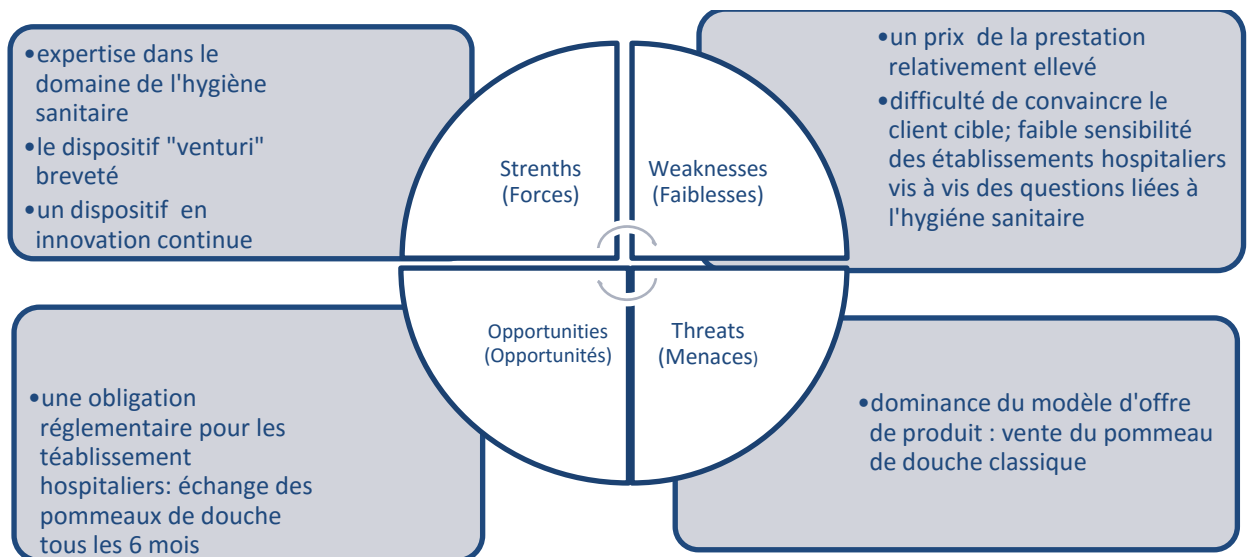 •expertise dans le
domaine de l'hygiène
sanitaire
•le dispositif "venturi"
breveté
•un dispositif en
innovation continue
•un prix de la prestation
relativement ellevé
•difficulté de convaincre le
client cible; faible sensibilité
des établissements hospitaliers
vis à vis des questions liées à
l'hygiéne sanitaire
Strenths
(Forces)
Weaknesses
(Faiblesses)
Opportunities
(Opportunités)
Threats
(Menaces)
•une obligation
réglementaire pour les
téablissement
hospitaliers: échange des
pommeaux de douche
tous les 6 mois
•dominance du modèle d'offre
de produit : vente du pommeau
de douche classique